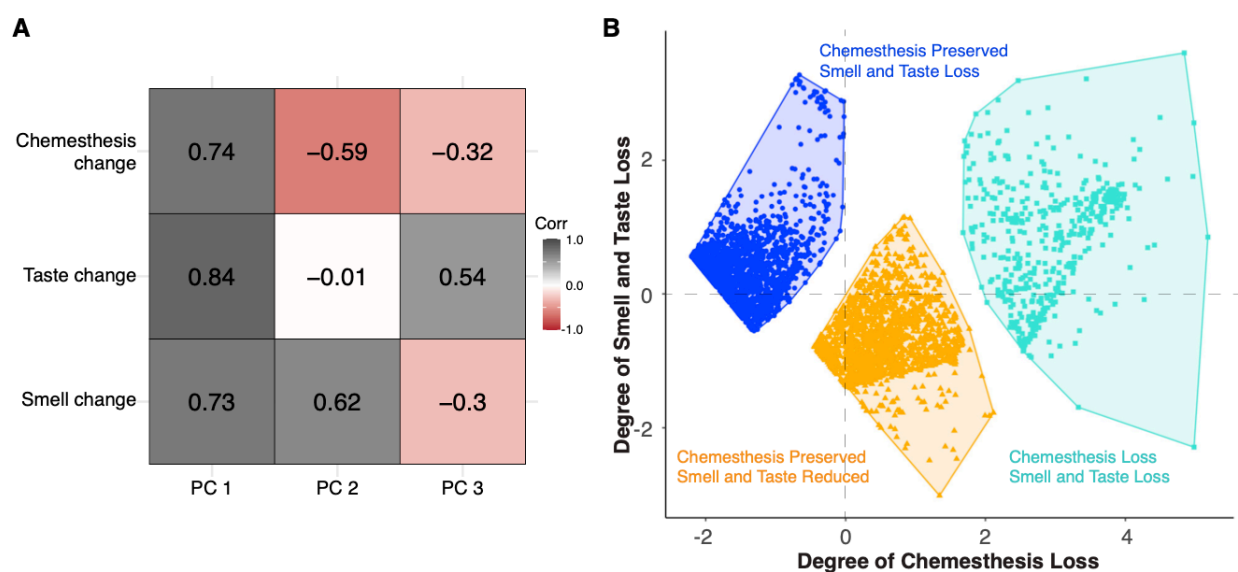 A
Chemesthesis
change
0.74
−0.59
−0.32
Taste change
0.84
−0.01
0.54
Smell change
0.73
0.62
−0.3
PC 1
PC 2
PC 3
Corr
1.0
0.0
-1.0
B
Chemesthesis Preserved
Smell and Taste Loss
Chemesthesis Preserved
Smell and Taste Reduced
Chemesthesis Loss
Smell and Taste Loss
Degree of Smell and Taste Loss
2
0
-2
-2
0
2
4
Degree of Chemesthesis Loss